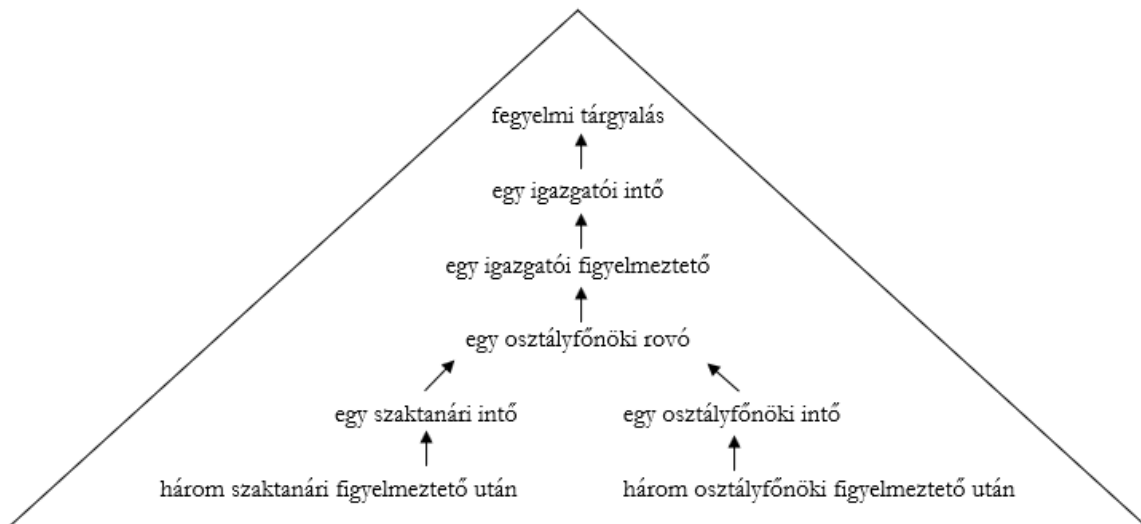 fegyelmi tárgyalás
egy igazgatói intő
egy igazgatói figyelmeztető
egy osztályfőnöki rovó
egy szaktanári intő
egy osztályfőnöki intő
három szaktanári figyelmeztető után
három osztályfőnöki figyelmeztető után